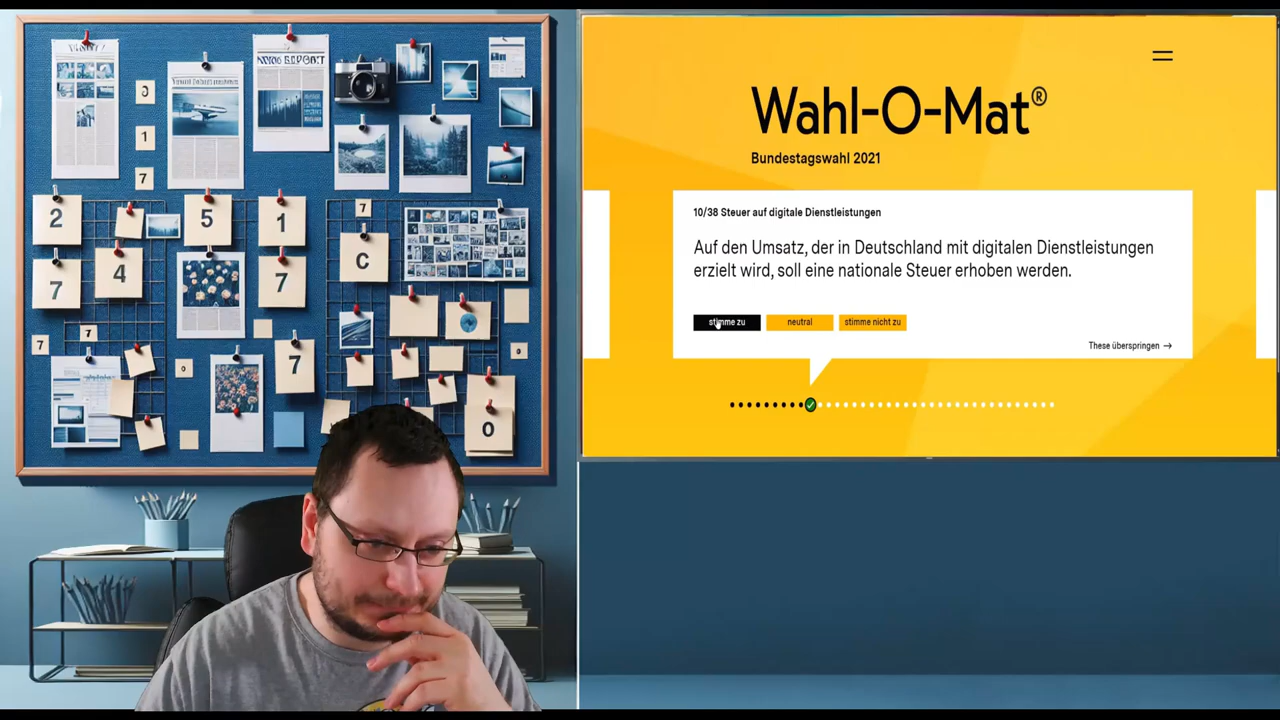 Wahl-O-Mat®
Bundestagswahl 2021
10/38 Steuer auf digitale Dienstleistungen
Auf den Umsatz, der in Deutschland mit digitalen Dienstleistungen
erzielt wird, soll eine nationale Steuer erhoben werden.
stimme zu
neutral
stimme nicht zu
These überspringen →
1
7
2
5
1
7
7
4
7
C
7
7
7
0